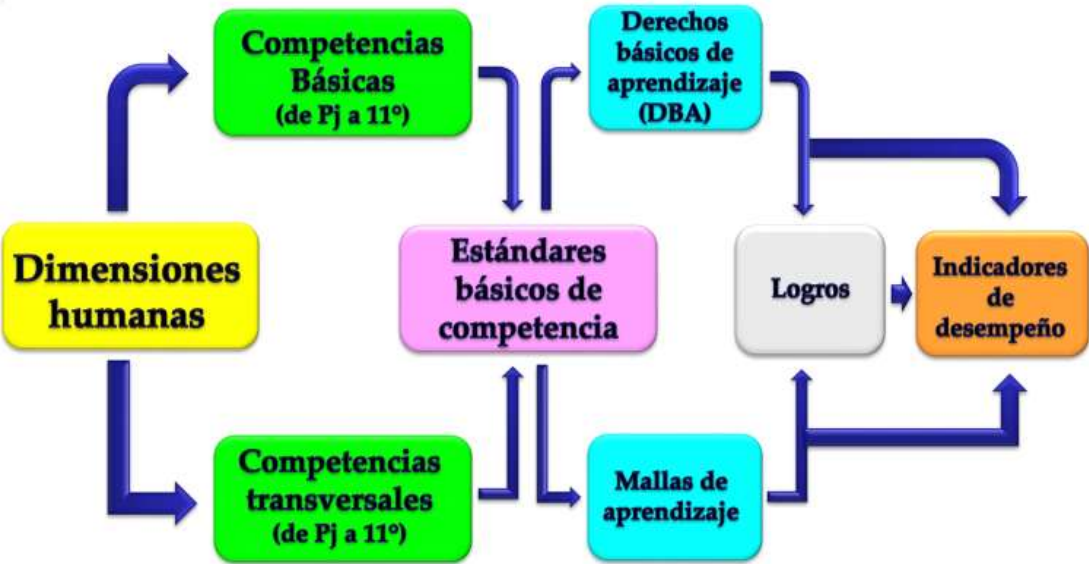 Competencias
Básicas
(de Pj a 11°)
Derechos
básicos de
aprendizaje
(DBA)
Dimensiones
humanas
Estándares
básicos de
competencia
Logros
Indicadores
de
desempeño
Competencias
transversales
(de Pj a 11°)
Mallas de
aprendizaje